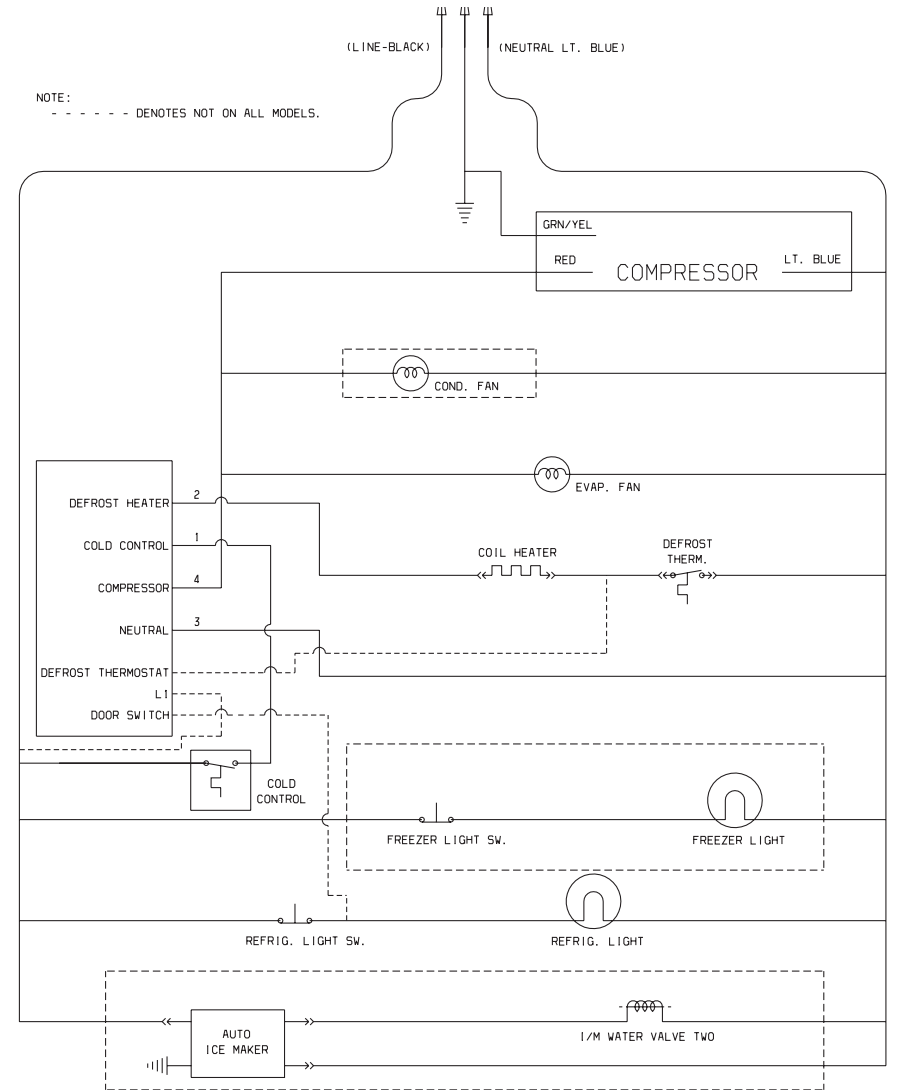 (LINE-BLACK)
(NEUTRAL LT. BLUE)
NOTE:
- - - - - - DENOTES NOT ON ALL MODELS.
GRN/YEL
RED
COMPRESSOR
LT. BLUE
COND. FAN
EVAP. FAN
DEFROST HEATER
2
COLD CONTROL
1
COMPRESSOR
4
NEUTRAL
3
DEFROST THERMOSTAT
L1
DOOR SWITCH
COIL HEATER
DEFROST
THERM.
COLD
CONTROL
FREEZER LIGHT SW.
FREEZER LIGHT
REFRIG. LIGHT SW.
REFRIG. LIGHT
AUTO
ICE MAKER
I/M WATER VALVE TWO